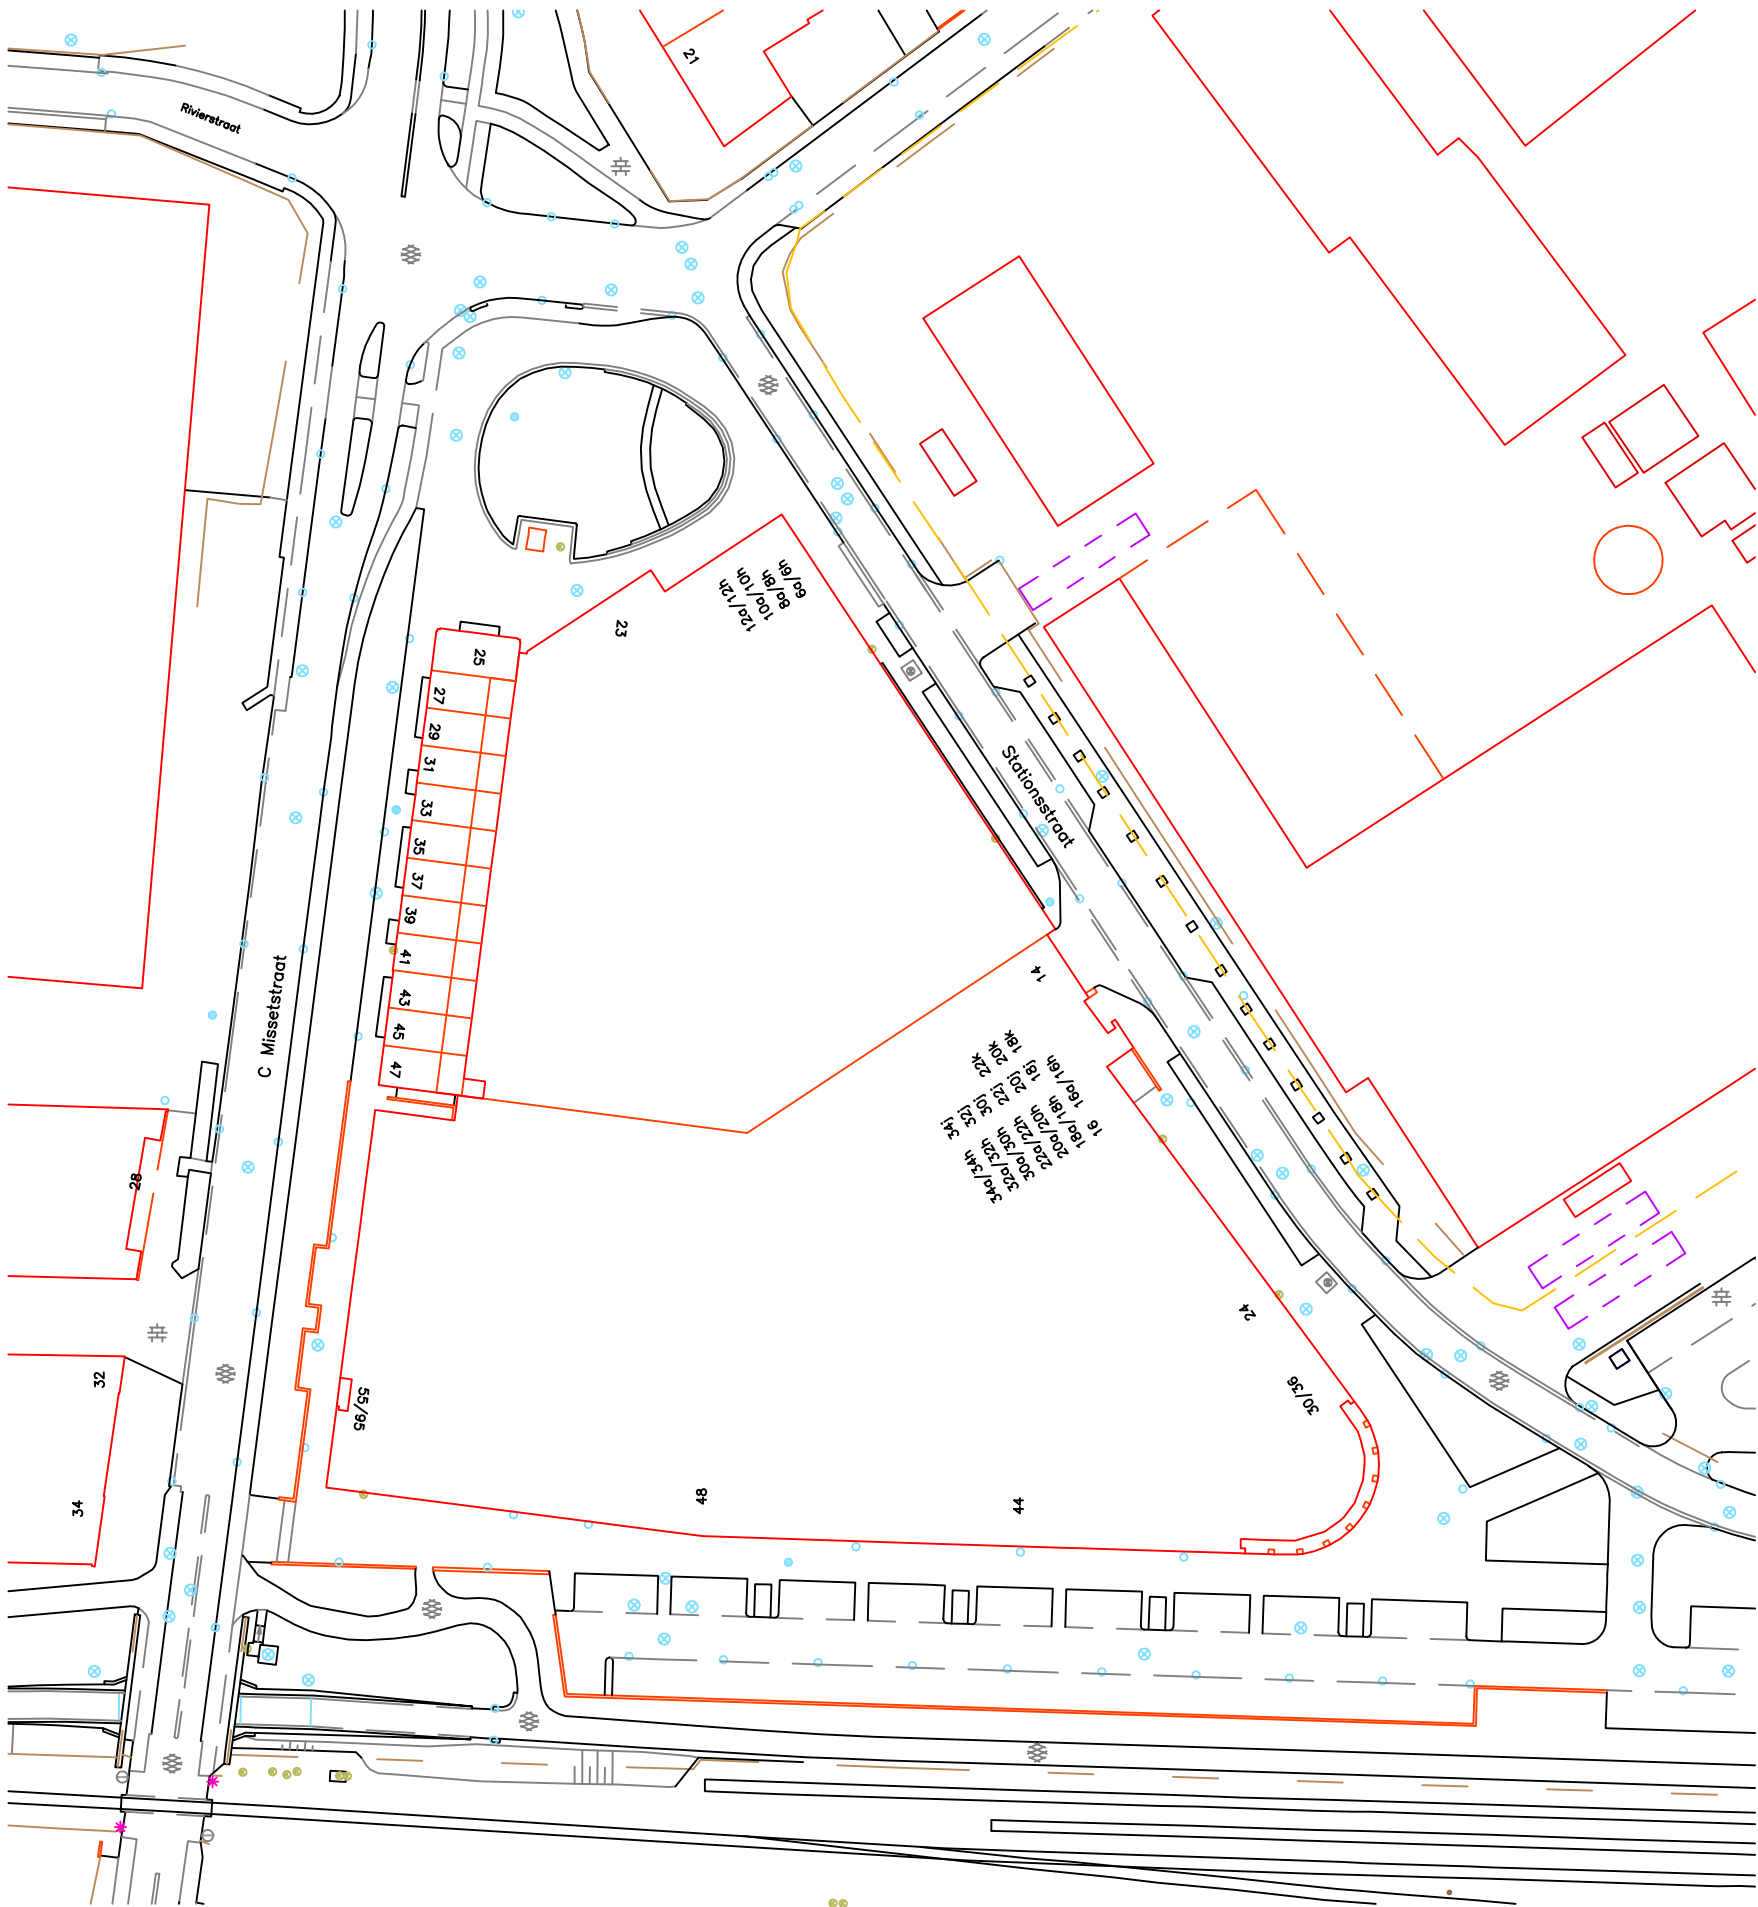 21
Rivierstraat
6a/6h
8a/8h
10a/10h
12a/12h
23
25
27
29
31
33
35
37
39
41
43
45
47
Stationsstraat
C Missetstraat
14
16 16a/16h
18a/18h 18j 18k
20a/20h 20j 20k
22a/22h 22j 22k
30a/30h 30j
32a/32h 32j
34a/34h 34j
28
24
32
55/95
30/36
34
48
44